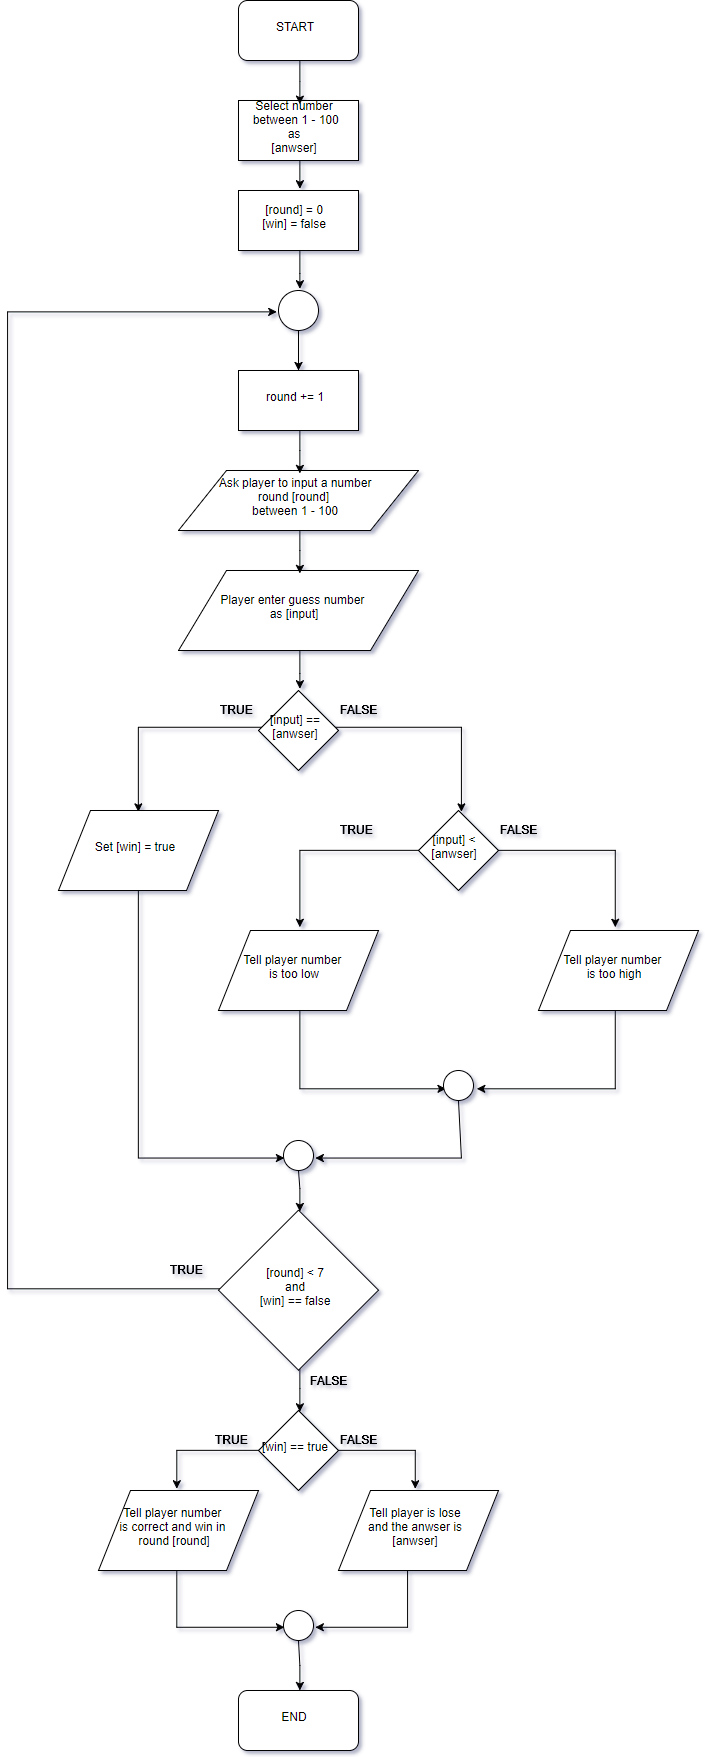 START
Select number
between 1 - 100
as
[anwser]
[round] = 0
[win] = false
round += 1
Ask player to input a number
round [round]
between 1 - 100
Player enter guess number
as [input]
TRUE
FALSE
[input] ==
[anwser]
Set [win] = true
TRUE
FALSE
[input] <
[anwser]
Tell player number
is too low
Tell player number
is too high
TRUE
[round] < 7
and
[win] == false
FALSE
TRUE
FALSE
[win] == true
Tell player number
is correct and win in
round [round]
Tell player is lose
and the anwser is
[anwser]
END